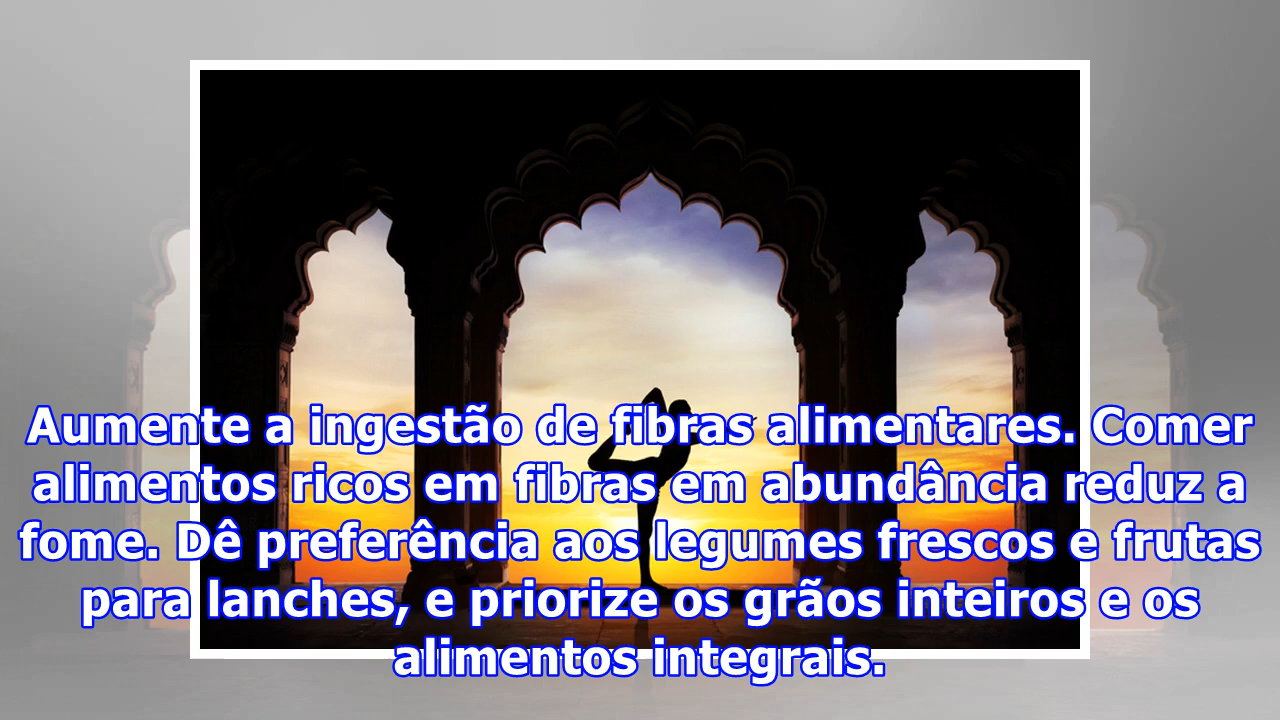 Aumente a ingestão de fibras alimentares. Comer
alimentos ricos em fibras em abundância reduz a
fome. Dê preferência aos legumes frescos e frutas
para lanches, e priorize os grãos inteiros e os
alimentos integrais.